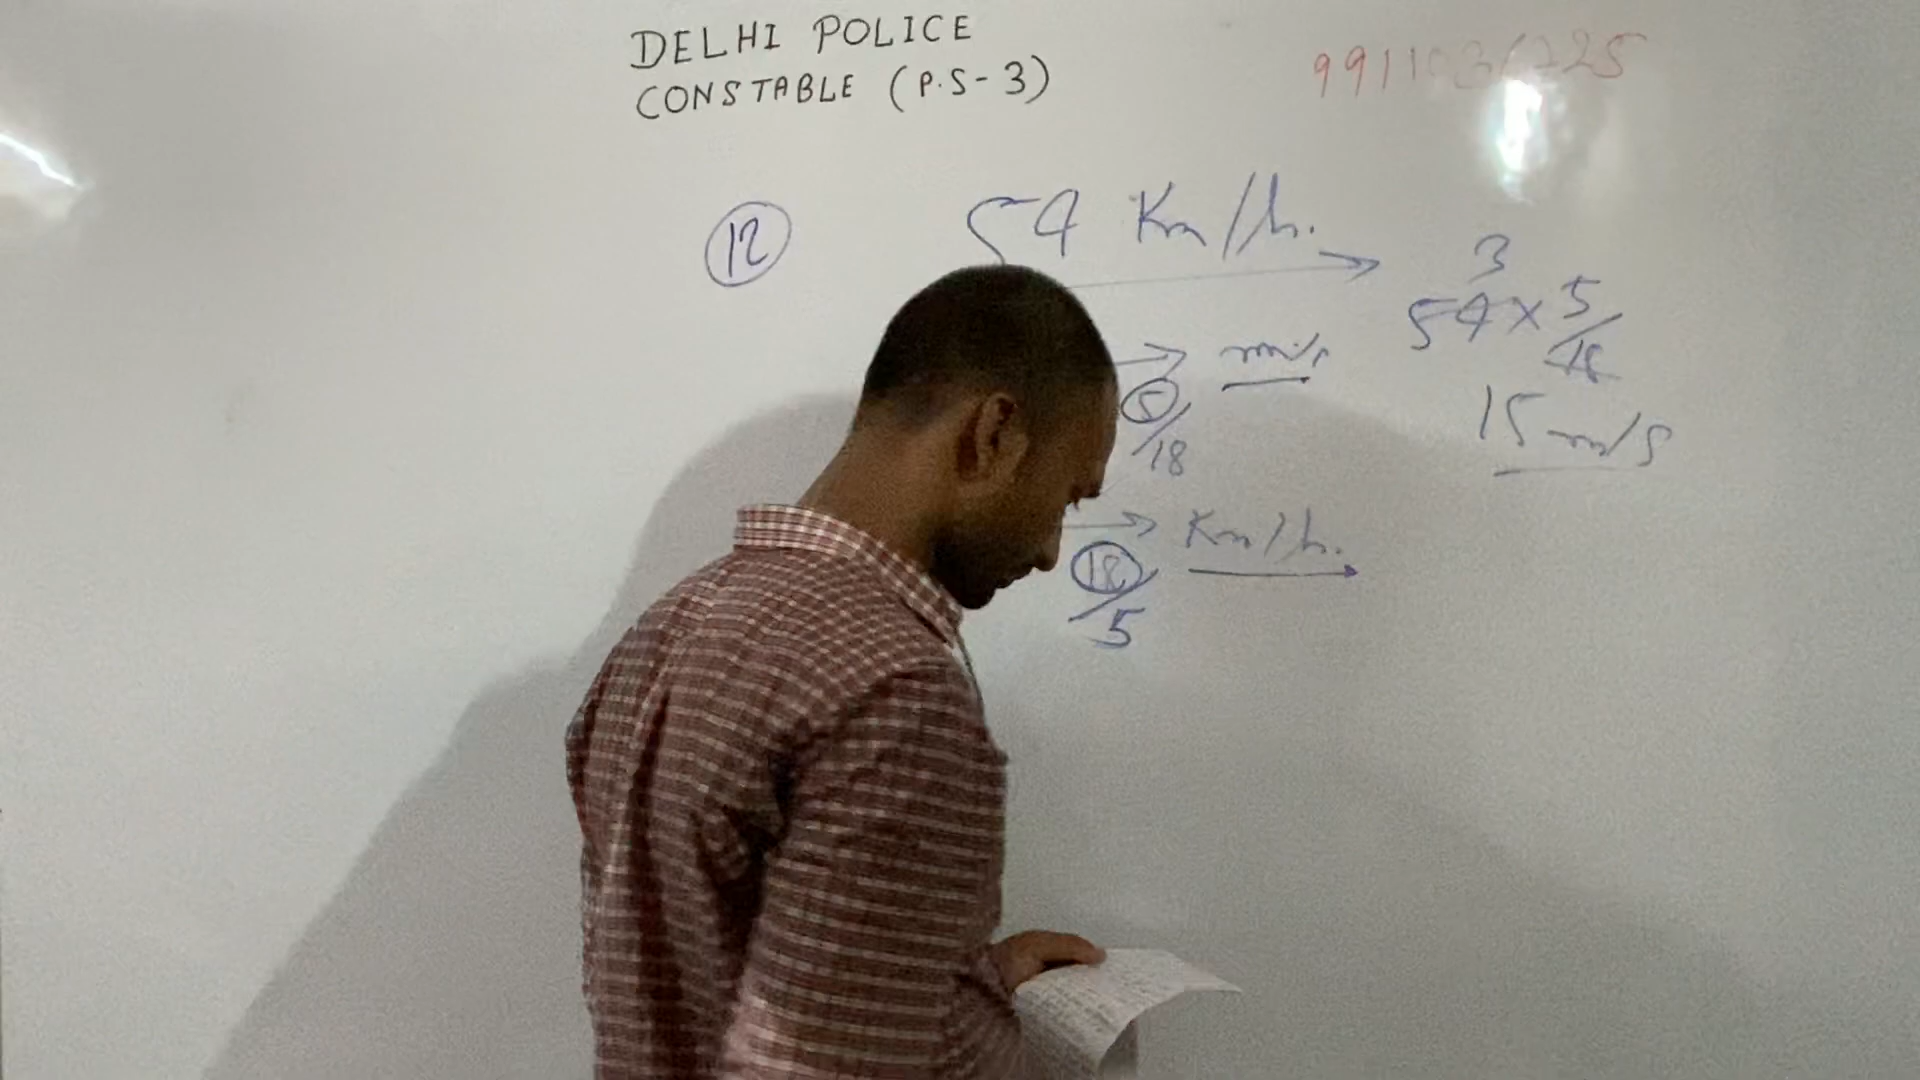 DELHI POLICE
CONSTABLE (P.S-3)
12
54 Km/h.
3
54 × 5/18
m/s
5/18
15 m/s
Km/h.
18/5